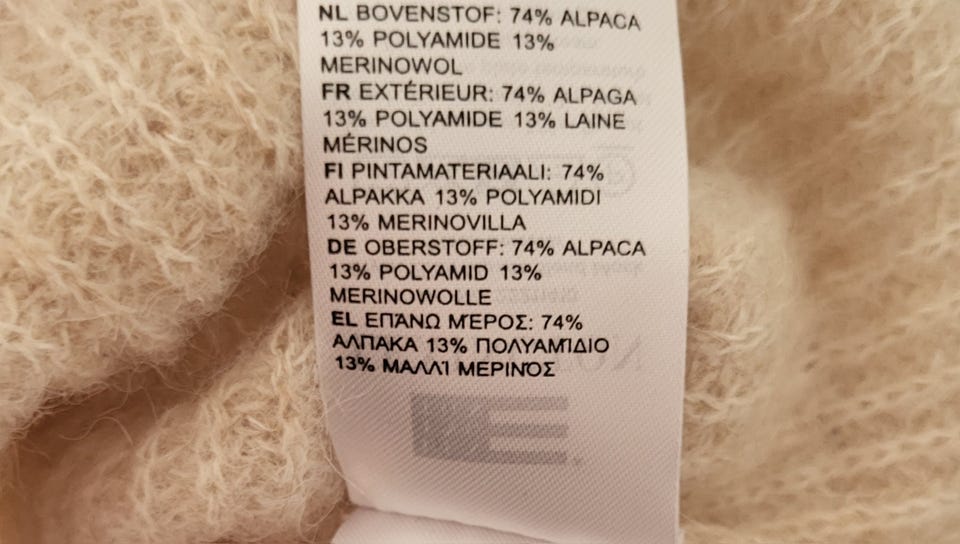 NL BOVENSTOF: 74% ALPACA
13% POLYAMIDE 13%
MERINOWOL
FR EXTÉRIEUR: 74% ALPAGA
13% POLYAMIDE 13% LAINE
MÉRINOS
FI PINTAMATERIAALI: 74%
ALPAKKA 13% POLYAMIDI
13% MERINOVILLA
DE OBERSTOFF: 74% ALPACA
13% POLYAMID 13%
MERINOWOLLE
EL ΕΠΆΝΩ ΜΈΡΟΣ: 74%
ΑΛΠΑΚΑ 13% ΠΟΛΥΑΜΊΔΙΟ
13% ΜΑΛΛΊ ΜΕΡΙΝΌΣ